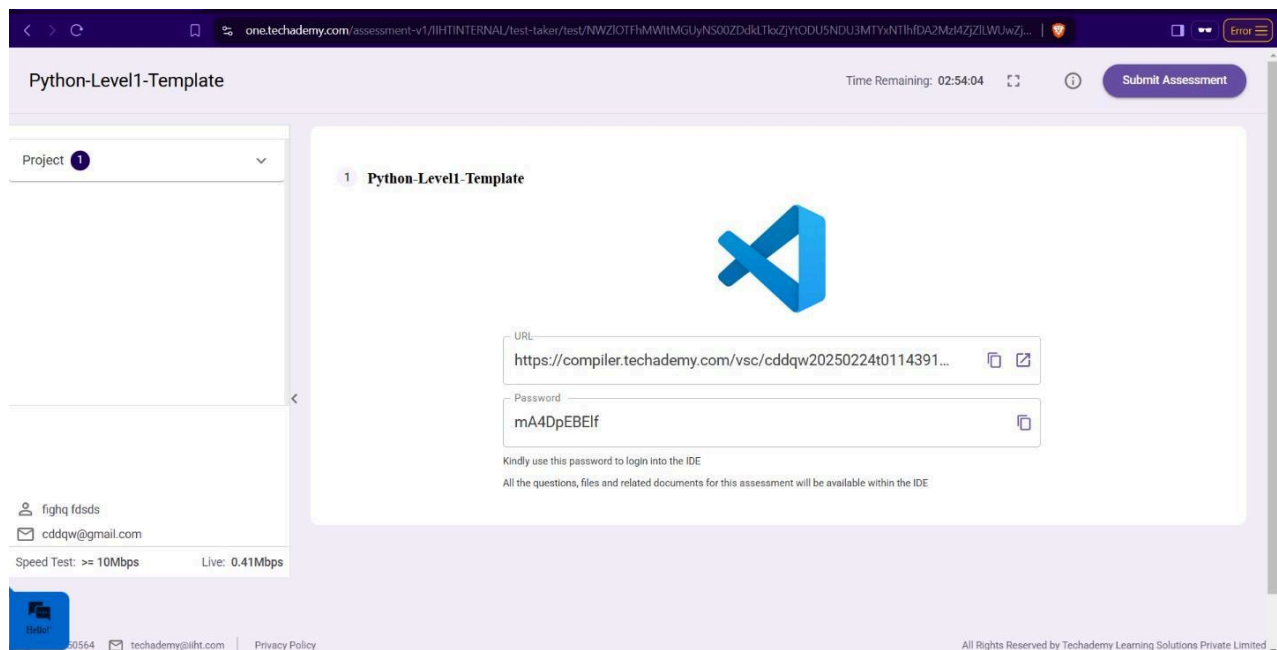 one.techademy.com/assessment-v1/IIHTINTERNAL/test-taker/test/
Error
Python-Level1-Template
Time Remaining: 02:54:04
Submit Assessment
Project 1
1 Python-Level1-Template
URL
https://compiler.techademy.com/vsc/cddqw20250224t0114391...
Password
mA4DpEBElf
Kindly use this password to login into the IDE
All the questions, files and related documents for this assessment will be available within the IDE
fighq fdsds
cddqw@gmail.com
Speed Test: >= 10Mbps Live: 0.41Mbps
Hello!
50564 techademy@iiht.com Privacy Policy All Rights Reserved by Techademy Learning Solutions Private Limited